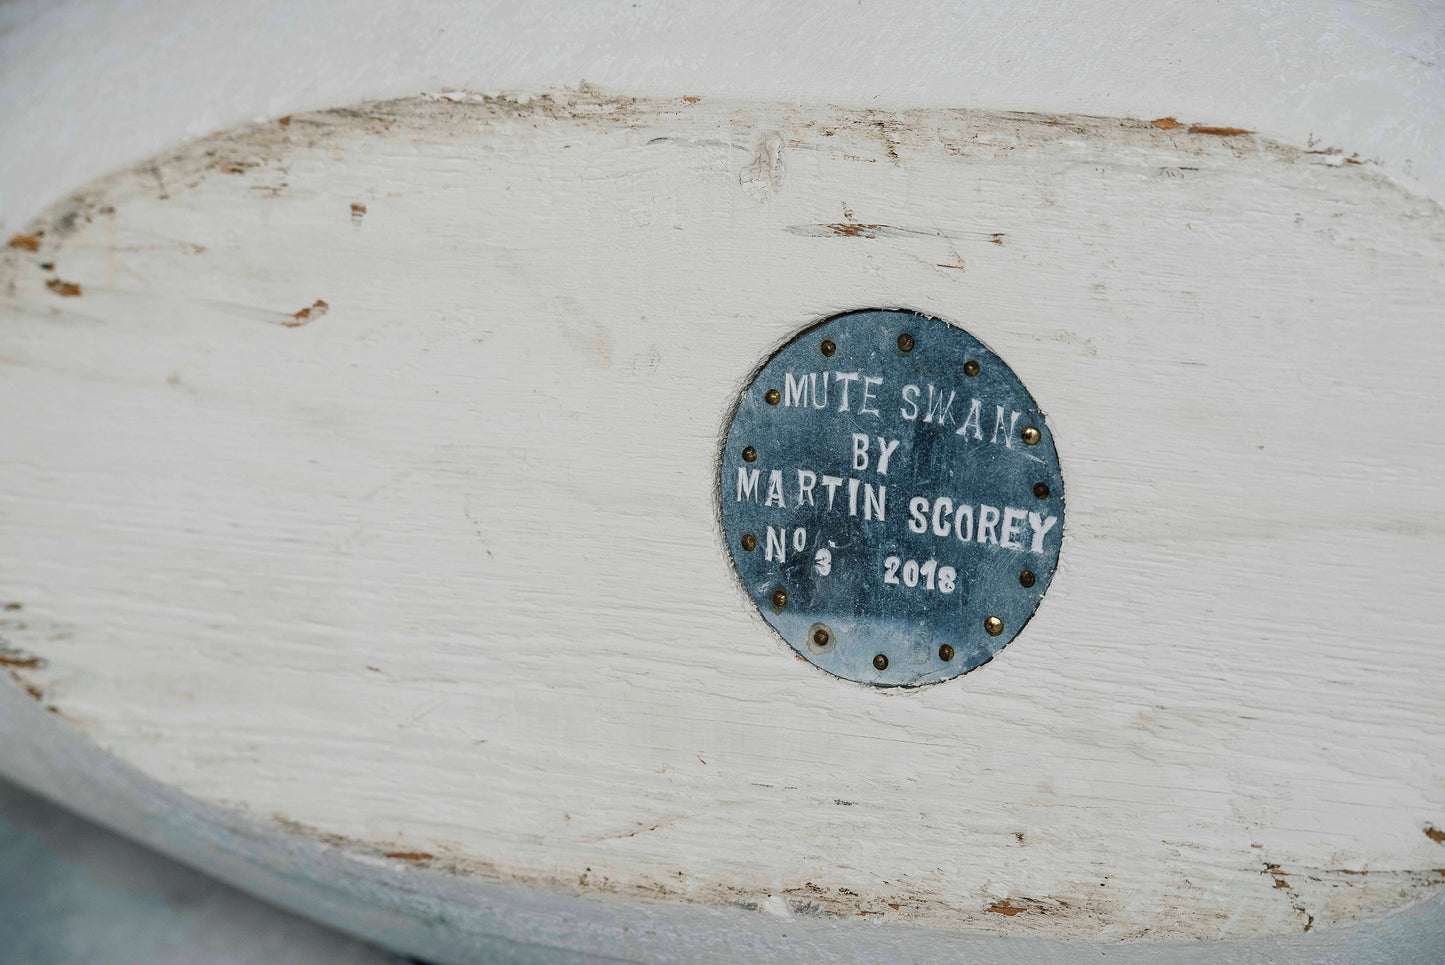 MUTE SWAN
BY
MARTIN SCOREY
Nº 3 2018